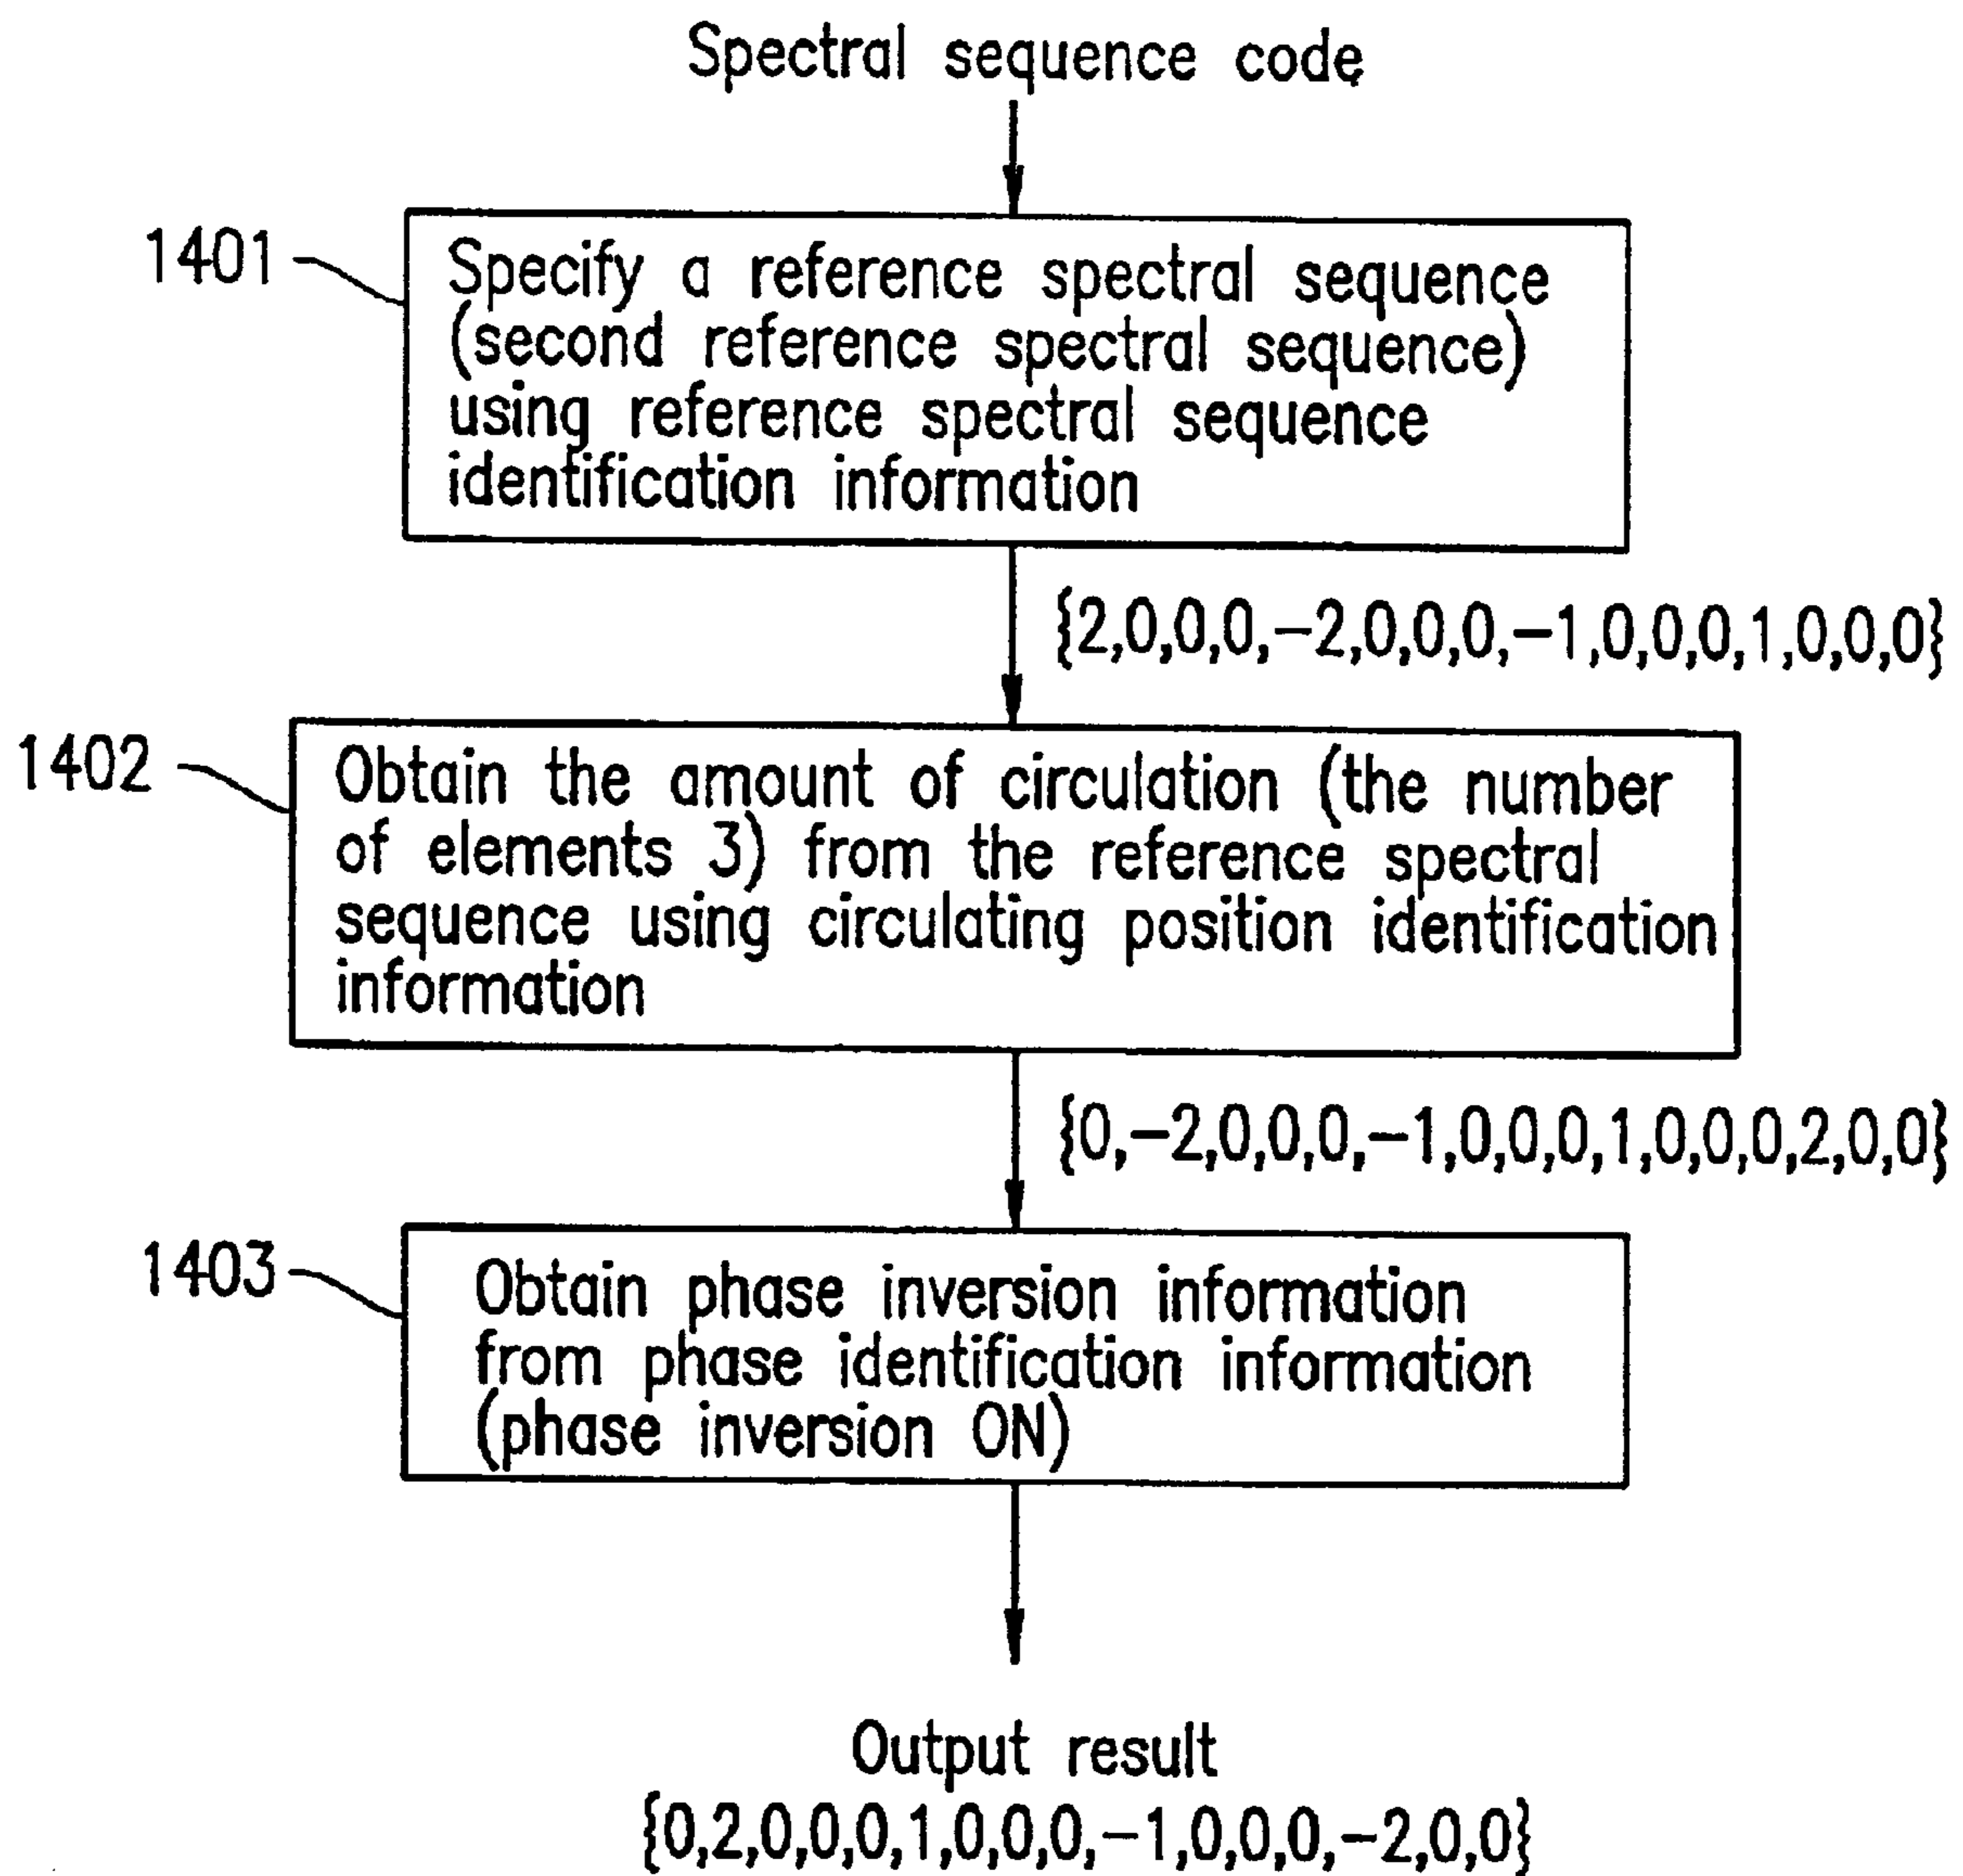 Spectral sequence code
1401
Specify a reference spectral sequence
(second reference spectral sequence)
using reference spectral sequence
identification information
{2,0,0,0,−2,0,0,0,−1,0,0,0,1,0,0,0}
1402
Obtain the amount of circulation (the number
of elements 3) from the reference spectral
sequence using circulating position identification
information
{0,−2,0,0,0,−1,0,0,0,1,0,0,0,2,0,0}
1403
Obtain phase inversion information
from phase identification information
(phase inversion ON)
Output result
{0,2,0,0,0,1,0,0,0,−1,0,0,0,−2,0,0}